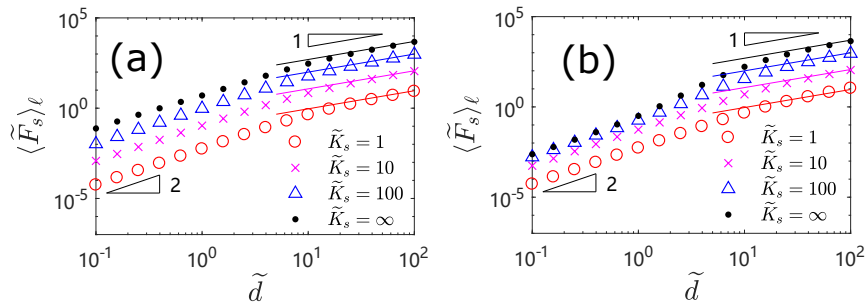 (a)
1
10^5
10^0
10^-5
⟨F̃_s⟩_ℓ
K̃_s = 1
K̃_s = 10
K̃_s = 100
K̃_s = ∞
2
10^-1 10^0 10^1 10^2
d̃
(b)
1
10^5
10^0
10^-5
⟨F̃_s⟩_ℓ
K̃_s = 1
K̃_s = 10
K̃_s = 100
K̃_s = ∞
2
10^-1 10^0 10^1 10^2
d̃